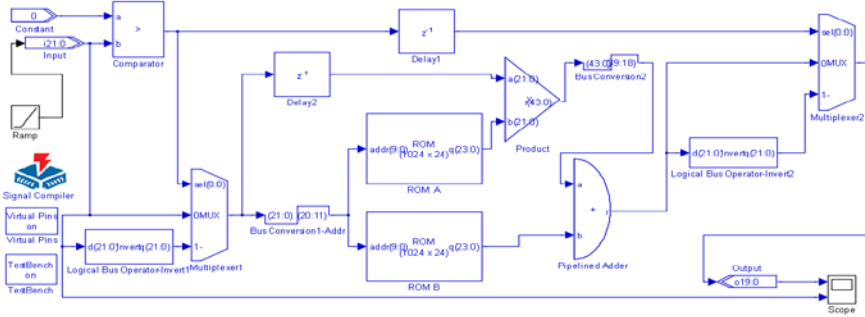 0
Constant
i21:0
Input
Ramp
a
b
>
Comparator
z-1
Delay1
z-1
Delay2
a(21:0)
b(21:0)
r(43:0)
Product
(43:0)
BusConversion2
sel(0:0)
0MUX
1-
Multiplexer2
Signal Compiler
Virtual Pins
on
Virtual Pins
TestBench
on
TestBench
d(21:0)nvertq(21:0)
Logical Bus Operator-Invert1
sel(0:0)
0MUX
1-
Multiplexer1
(21:0) (20:11)
Bus Conversion1-Addr
addr(9:0) ROM (1024 x 24) q(23:0)
ROM A
addr(9:0) ROM (1024 x 24) q(23:0)
ROM B
a
b
+
r
Pipelined Adder
d(21:0)nvertq(21:0)
Logical Bus Operator-Invert2
Output
o19:0
Scope